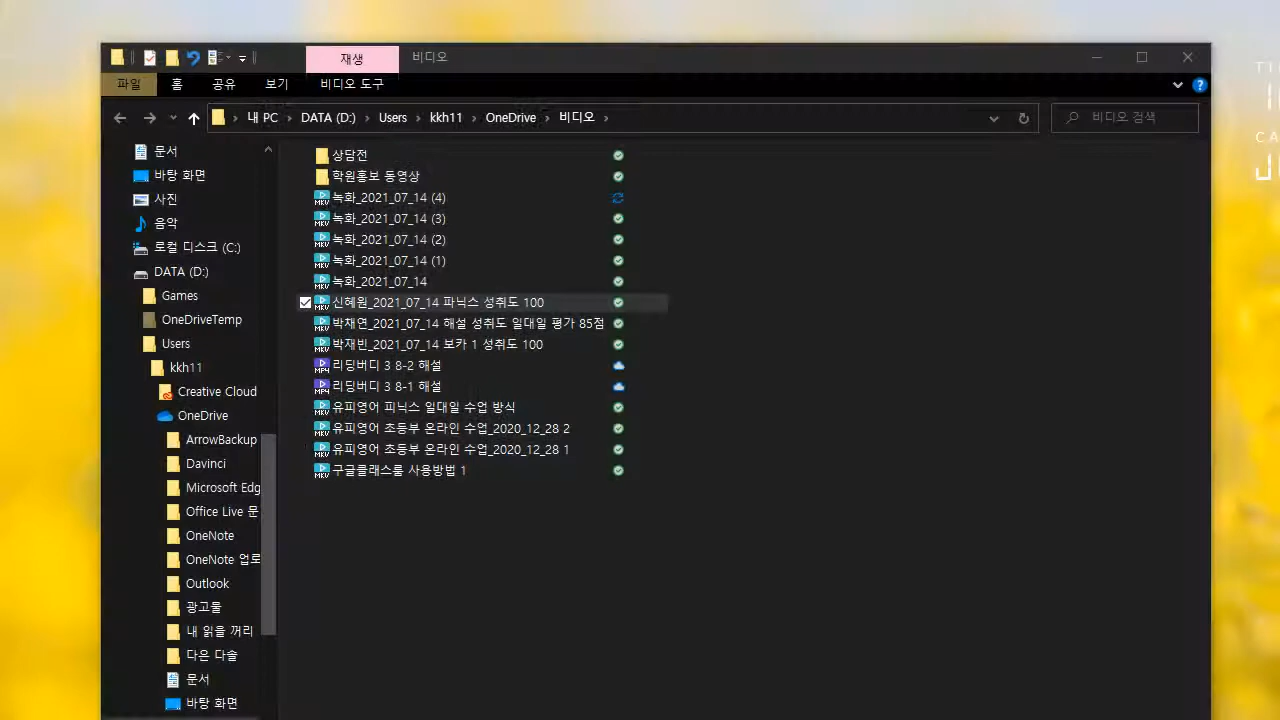 재생
비디오
파일
홈
공유
보기
비디오 도구
내 PC
DATA (D:)
Users
kkh11
OneDrive
비디오
비디오 검색
문서
바탕 화면
사진
음악
로컬 디스크 (C:)
DATA (D:)
Games
OneDriveTemp
Users
kkh11
Creative Cloud
OneDrive
ArrowBackup
Davinci
Microsoft Edg
Office Live 문
OneNote
OneNote 업로
Outlook
광고물
내 읽을 꺼리
다은 다솔
문서
바탕 화면
상담전
학원홍보 동영상
녹화_2021_07_14 (4)
녹화_2021_07_14 (3)
녹화_2021_07_14 (2)
녹화_2021_07_14 (1)
녹화_2021_07_14
신혜원_2021_07_14 파닉스 성취도 100
박채연_2021_07_14 해설 성취도 일대일 평가 85점
박재빈_2021_07_14 보카 1 성취도 100
리딩버디 3 8-2 해설
리딩버디 3 8-1 해설
유피영어 피닉스 일대일 수업 방식
유피영어 초등부 온라인 수업_2020_12_28 2
유피영어 초등부 온라인 수업_2020_12_28 1
구글클래스룸 사용방법 1